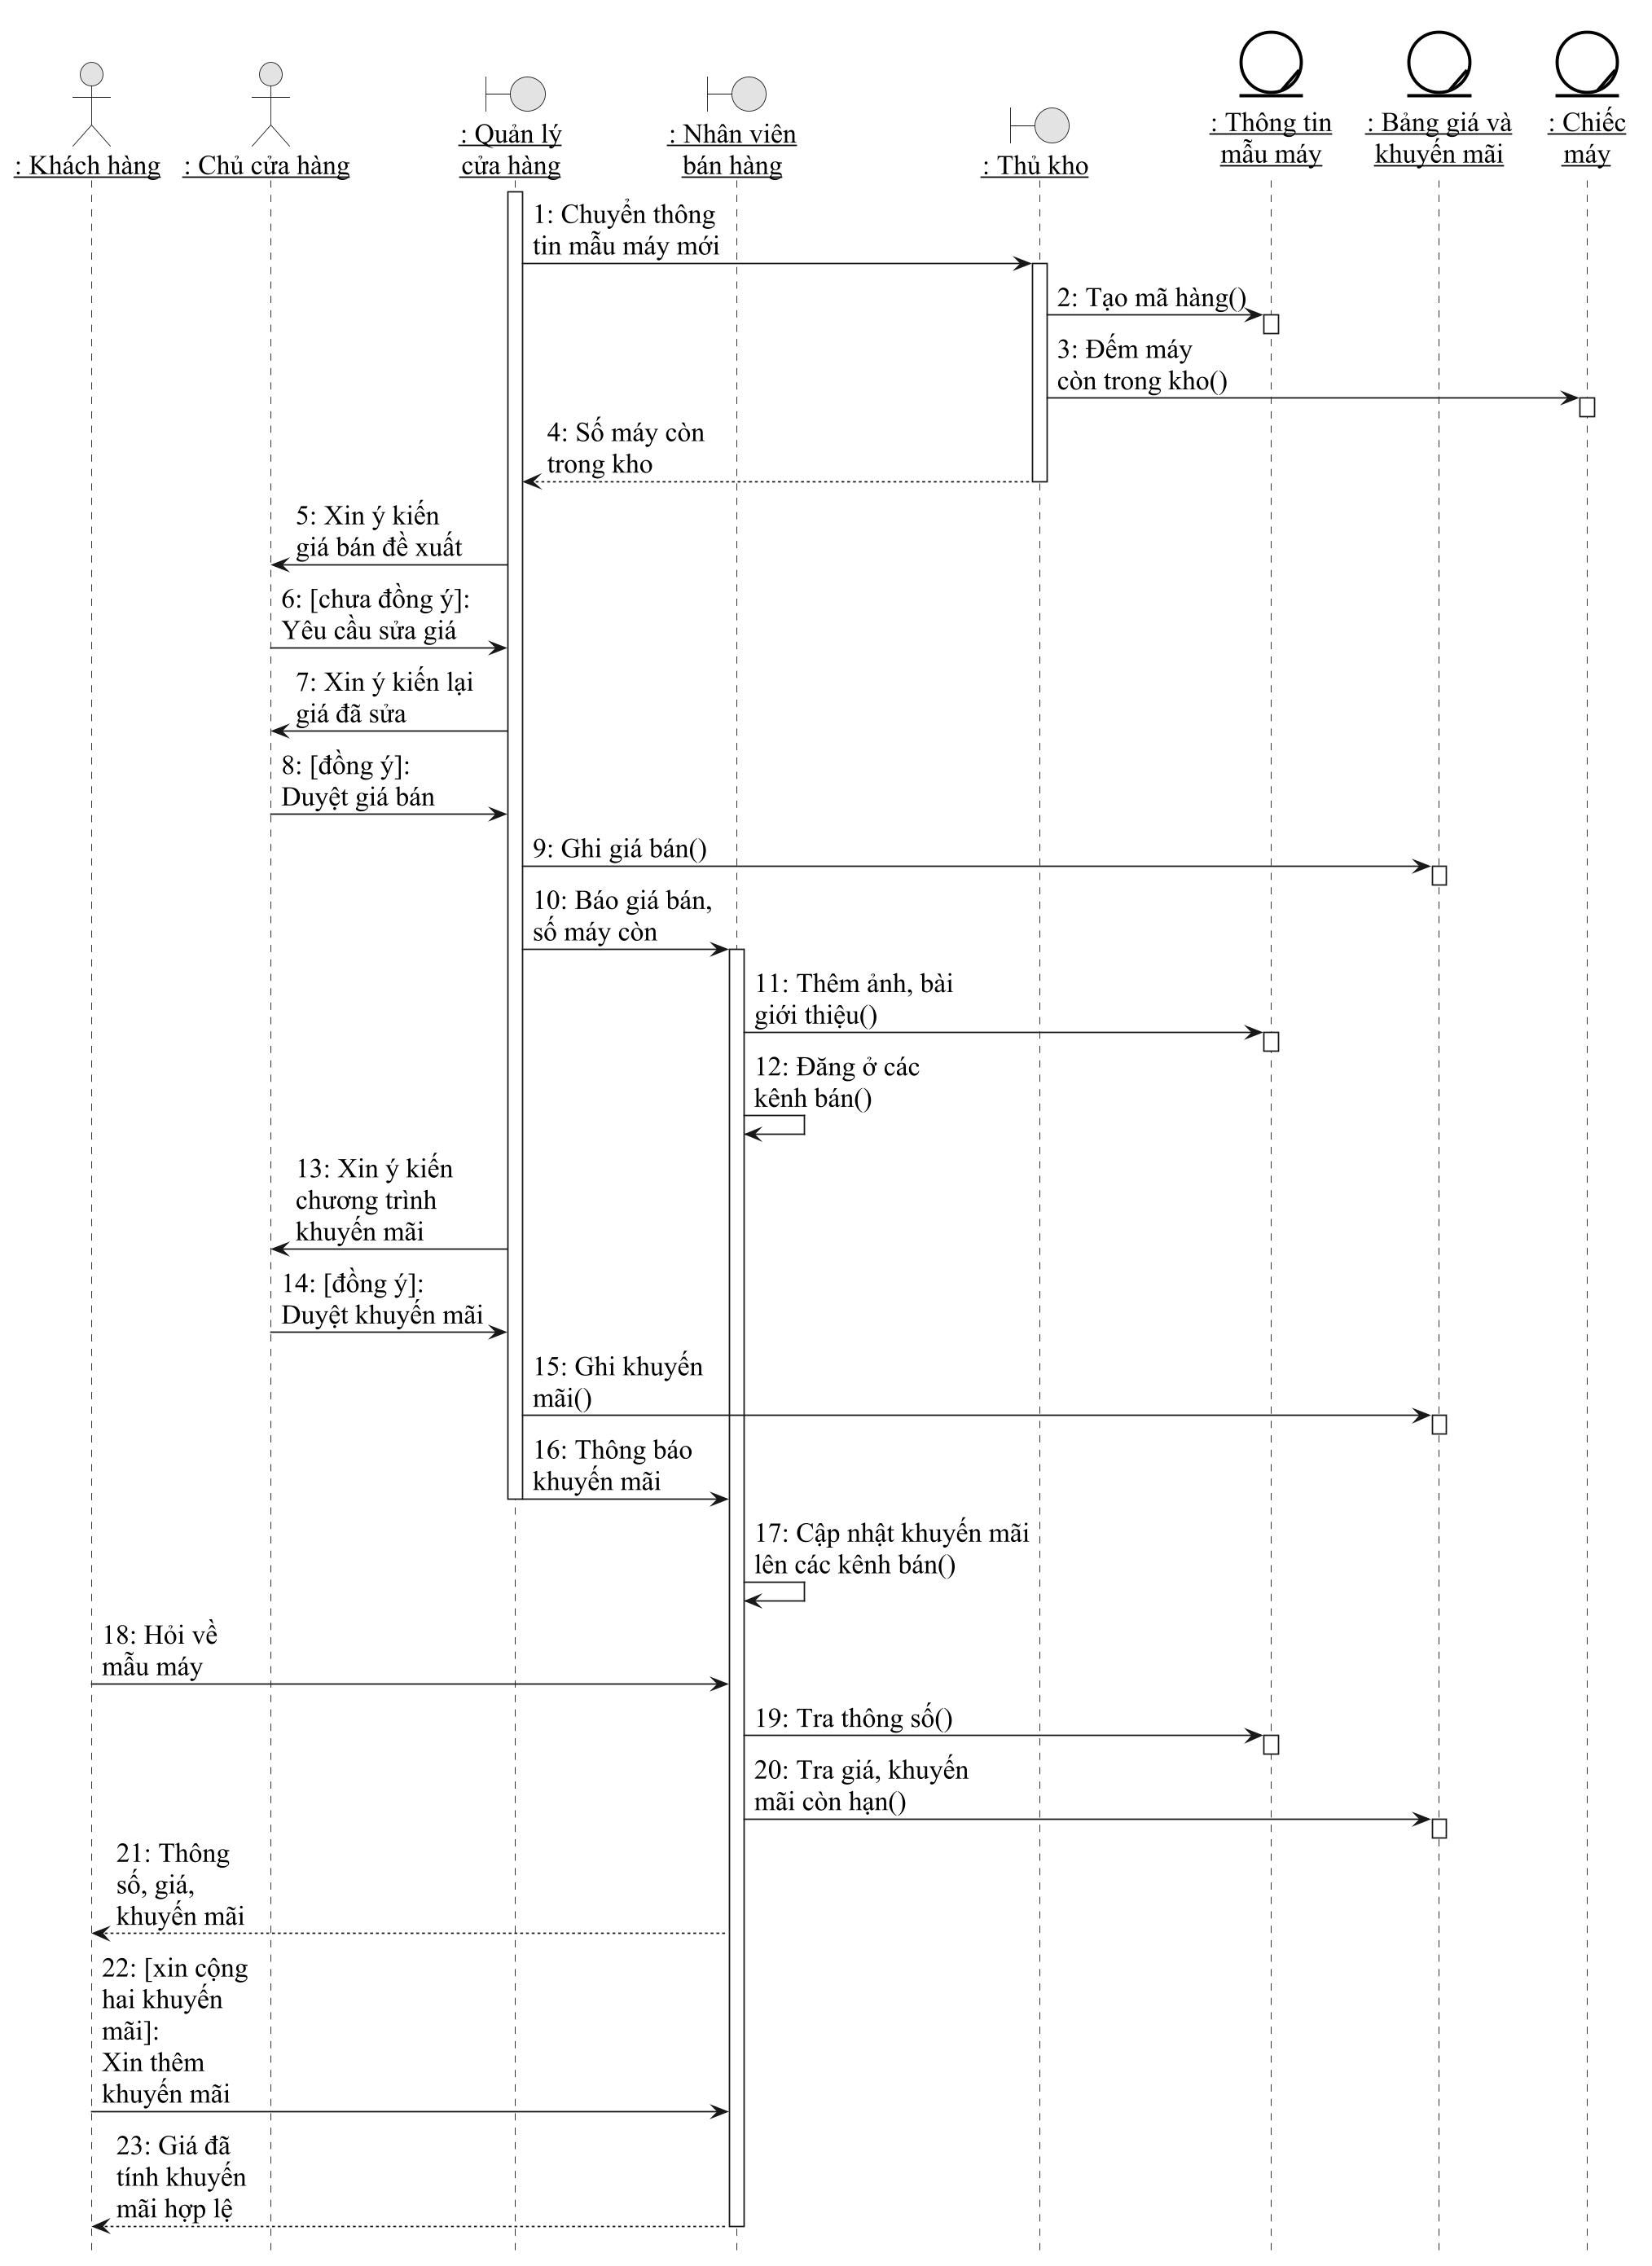 : Khách hàng
: Chủ cửa hàng
: Quản lý
cửa hàng
: Nhân viên
bán hàng
: Thủ kho
: Thông tin
mẫu máy
: Bảng giá và
khuyến mãi
: Chiếc
máy
1: Chuyển thông
tin mẫu máy mới
2: Tạo mã hàng()
3: Đếm máy
còn trong kho()
4: Số máy còn
trong kho
5: Xin ý kiến
giá bán đề xuất
6: [chưa đồng ý]:
Yêu cầu sửa giá
7: Xin ý kiến lại
giá đã sửa
8: [đồng ý]:
Duyệt giá bán
9: Ghi giá bán()
10: Báo giá bán,
số máy còn
11: Thêm ảnh, bài
giới thiệu()
12: Đăng ở các
kênh bán()
13: Xin ý kiến
chương trình
khuyến mãi
14: [đồng ý]:
Duyệt khuyến mãi
15: Ghi khuyến
mãi()
16: Thông báo
khuyến mãi
17: Cập nhật khuyến mãi
lên các kênh bán()
18: Hỏi về
mẫu máy
19: Tra thông số()
20: Tra giá, khuyến
mãi còn hạn()
21: Thông
số, giá,
khuyến mãi
22: [xin cộng
hai khuyến
mãi]:
Xin thêm
khuyến mãi
23: Giá đã
tính khuyến
mãi hợp lệ